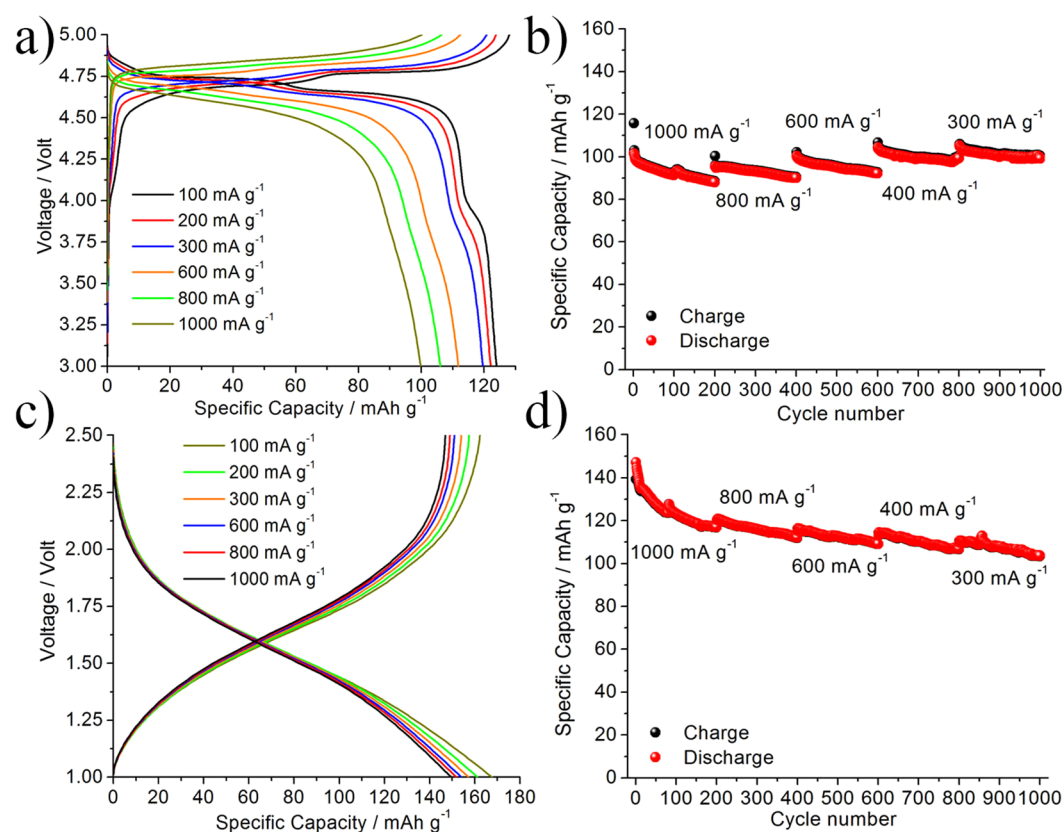 a)
5.00
4.75
4.50
4.25
4.00
3.75
3.50
3.25
3.00
Voltage / Volt
100 mA g⁻¹
200 mA g⁻¹
300 mA g⁻¹
600 mA g⁻¹
800 mA g⁻¹
1000 mA g⁻¹
0 20 40 60 80 100 120
Specific Capacity / mAh g⁻¹
b)
160
140
120
100
80
60
40
20
0
Specific Capacity / mAh g⁻¹
1000 mA g⁻¹
800 mA g⁻¹
600 mA g⁻¹
400 mA g⁻¹
300 mA g⁻¹
Charge
Discharge
0 100 200 300 400 500 600 700 800 900 1000
Cycle number
c)
2.50
2.25
2.00
1.75
1.50
1.25
1.00
Voltage / Volt
100 mA g⁻¹
200 mA g⁻¹
300 mA g⁻¹
600 mA g⁻¹
800 mA g⁻¹
1000 mA g⁻¹
0 20 40 60 80 100 120 140 160 180
Specific Capacity / mAh g⁻¹
d)
160
140
120
100
80
60
40
20
0
Specific Capacity / mAh g⁻¹
1000 mA g⁻¹
800 mA g⁻¹
600 mA g⁻¹
400 mA g⁻¹
300 mA g⁻¹
Charge
Discharge
0 100 200 300 400 500 600 700 800 900 1000
Cycle number